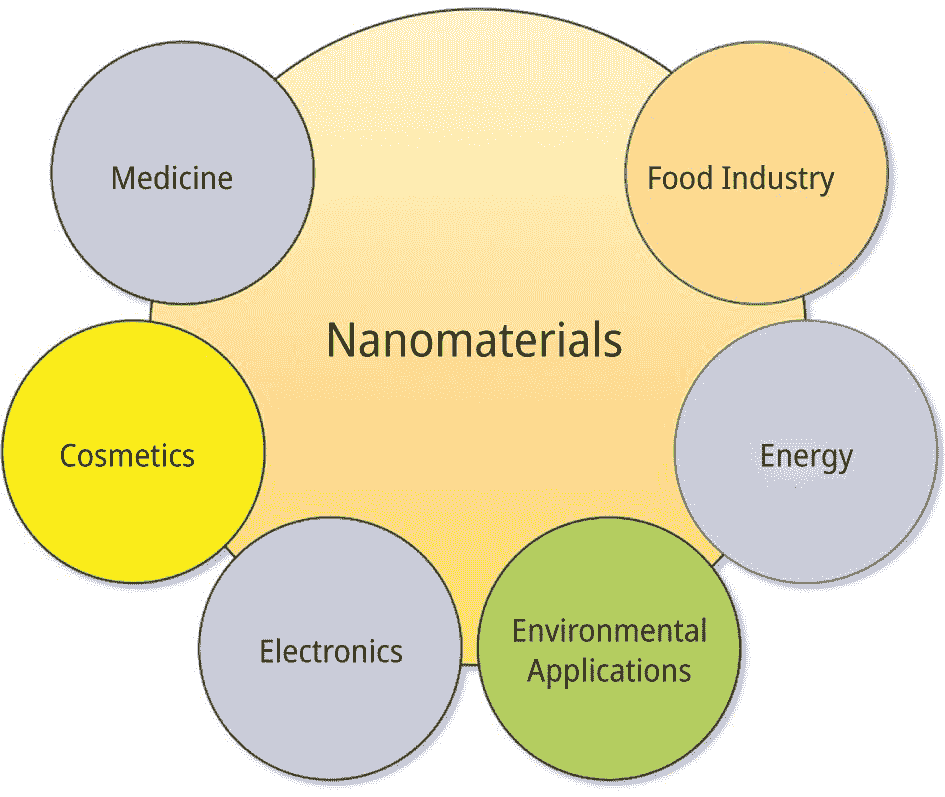 Medicine
Food Industry
Nanomaterials
Cosmetics
Energy
Electronics
Environmental
Applications